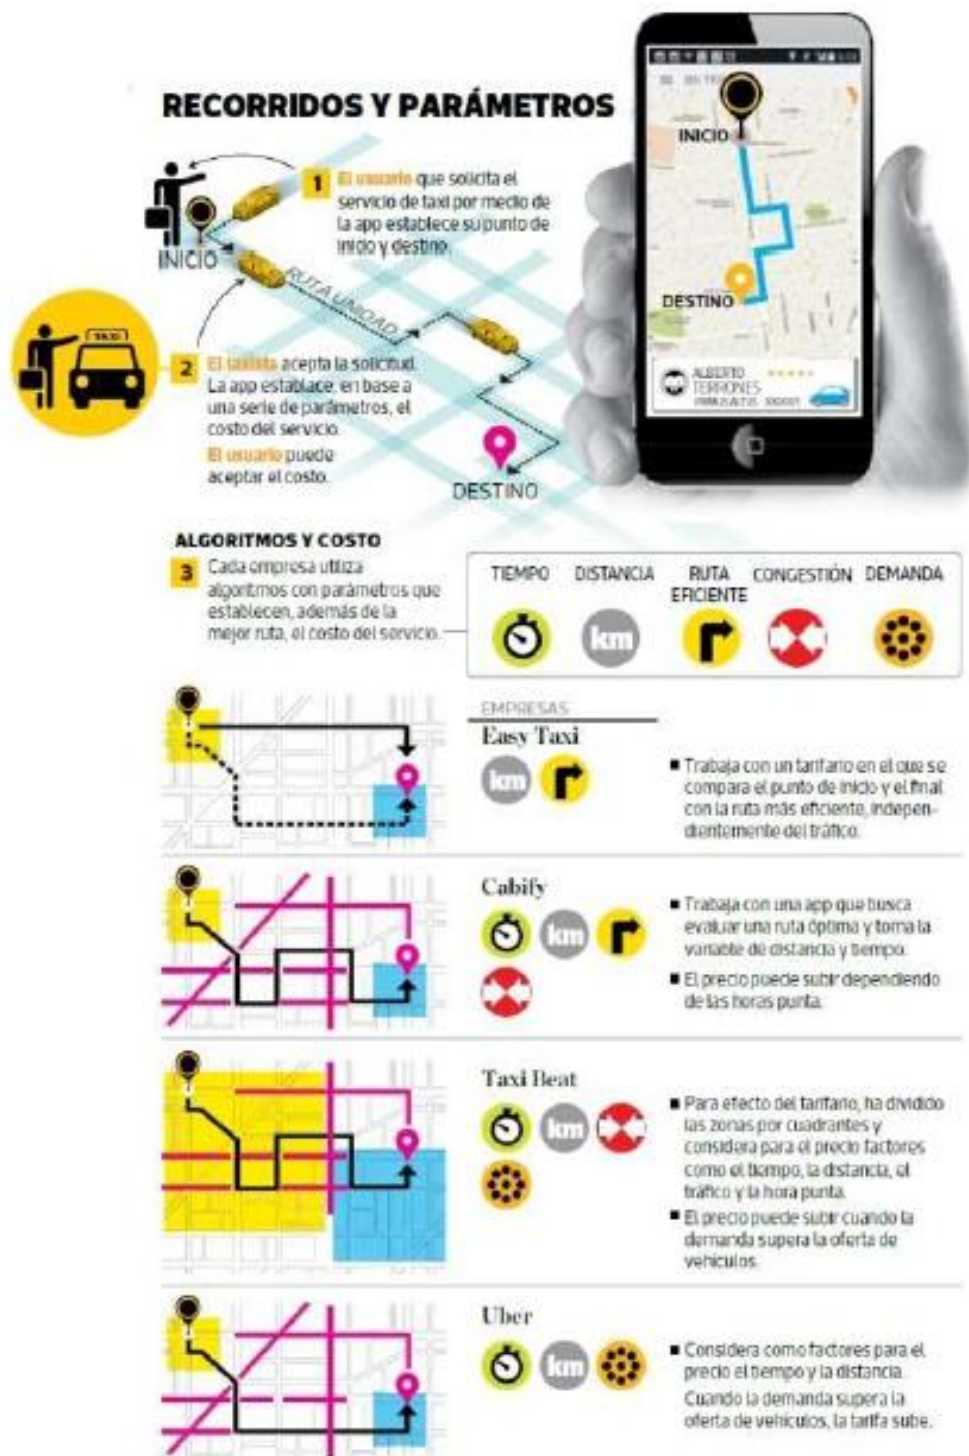 RECORRIDOS Y PARÁMETROS
1
El usuario que solicita el
servicio de taxi por medio de
la app establece su punto de
inicio y destino.
INICIO
RUTA UNIDAD
TAXI
2
El taxista acepta la solicitud.
La app establace, en base a
una serie de parámetros, el
costo del servicio.
El usuario puede
aceptar el costo.
DESTINO
INICIO
DESTINO
ALBERTO
TERRONES
ALGORITMOS Y COSTO
3
Cada empresa utiliza
algoritmos con parámetros que
establecen, además de la
mejor ruta, el costo del servicio.
TIEMPO DISTANCIA RUTA EFICIENTE CONGESTIÓN DEMANDA
km
EMPRESAS
Easy Taxi
km
■ Trabaja con un tarifario en el que se
compara el punto de inicio y el final
con la ruta más eficiente, indepen-
dientemente del tráfico.
Cabify
km
■ Trabaja con una app que busca
evaluar una ruta óptima y toma la
variable de distancia y tiempo.
■ El precio puede subir dependiendo
de las horas punta.
Taxi Beat
km
■ Para efecto del tarifario, ha dividido
las zonas por cuadrantes y
considera para el precio factores
como el tiempo, la distancia, el
tráfico y la hora punta.
■ El precio puede subir cuando la
demanda supera la oferta de
vehículos.
Uber
km
■ Considera como factores para el
precio el tiempo y la distancia.
Cuando la demanda supera la
oferta de vehículos, la tarifa sube.